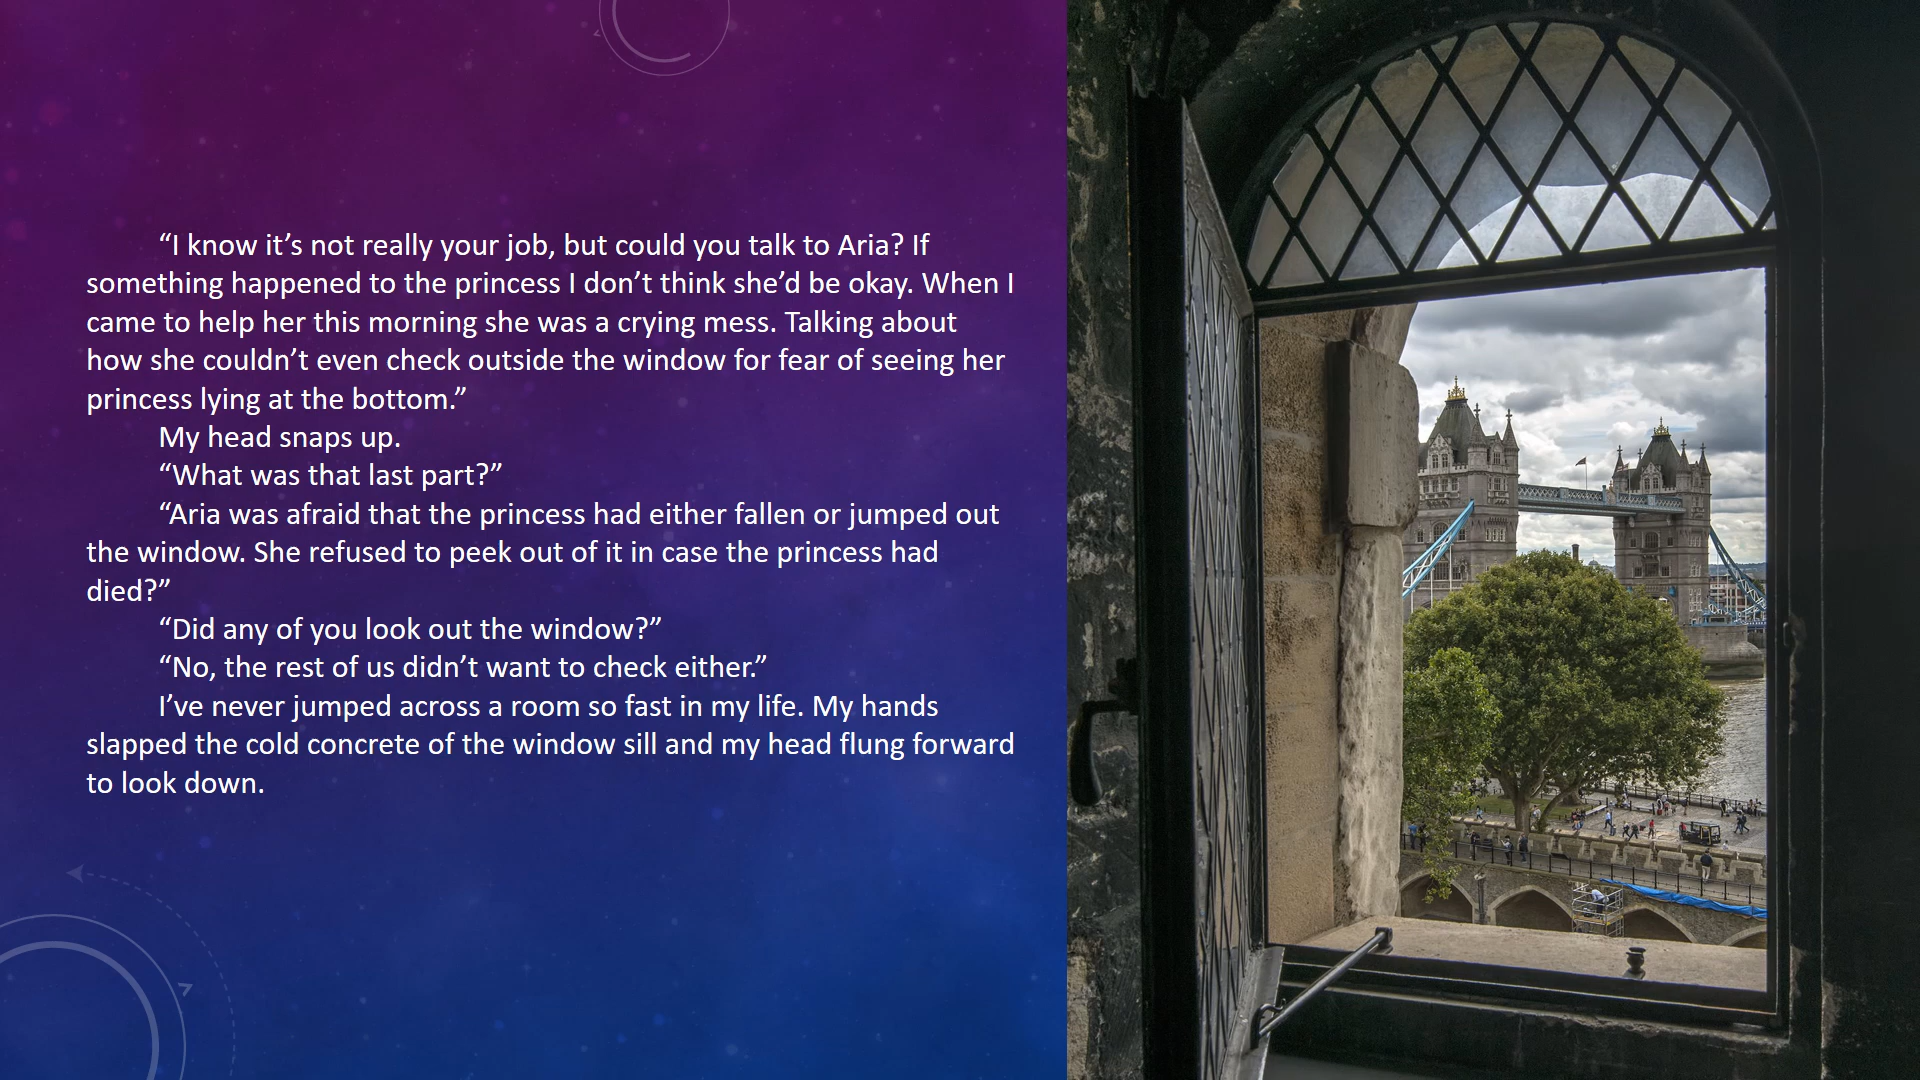 “I know it’s not really your job, but could you talk to Aria? If
something happened to the princess I don’t think she’d be okay. When I
came to help her this morning she was a crying mess. Talking about
how she couldn’t even check outside the window for fear of seeing her
princess lying at the bottom.”
My head snaps up.
“What was that last part?”
“Aria was afraid that the princess had either fallen or jumped out
the window. She refused to peek out of it in case the princess had
died?”
“Did any of you look out the window?”
“No, the rest of us didn’t want to check either.”
I’ve never jumped across a room so fast in my life. My hands
slapped the cold concrete of the window sill and my head flung forward
to look down.